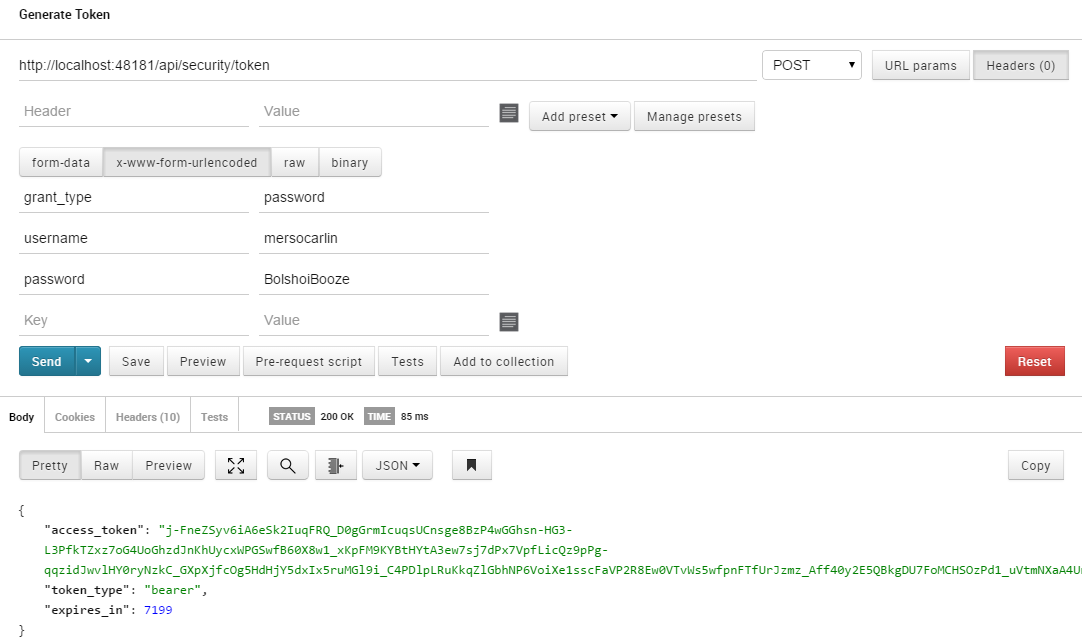 Generate Token
http://localhost:48181/api/security/token
POST
URL params
Headers (0)
Header
Value
Add preset
Manage presets
form-data
x-www-form-urlencoded
raw
binary
grant_type
password
username
mersocarlin
password
BolshoiBooze
Key
Value
Send
Save
Preview
Pre-request script
Tests
Add to collection
Reset
Body
Cookies
Headers (10)
Tests
STATUS 200 OK TIME 85 ms
Pretty
Raw
Preview
JSON
Copy
{
"access_token": "j-FneZSyv6iA6eSk2IuqFRQ_D0gGrmIcuqsUCnsge8BzP4wGGhsn-HG3-
L3PfkTZxz7oG4UoGhzdJnKhUycxWPGSwfB60X8w1_xKpFM9KYBtHYtA3ew7sj7dPx7VpfLicQz9pPg-
qqzidJwvlHY0ryNzkC_GXpXjfcOg5HdHjY5dxIx5ruMGl9i_C4PDlpLRuKkqZlGbhNP6VoiXe1sscFaVP2R8Ew0VTvWs5wfpnFTfUrJzmz_Aff40y2E5QBkgDU7FoMCHSOzPd1_uVtmNXaA4U
"token_type": "bearer",
"expires_in": 7199
}